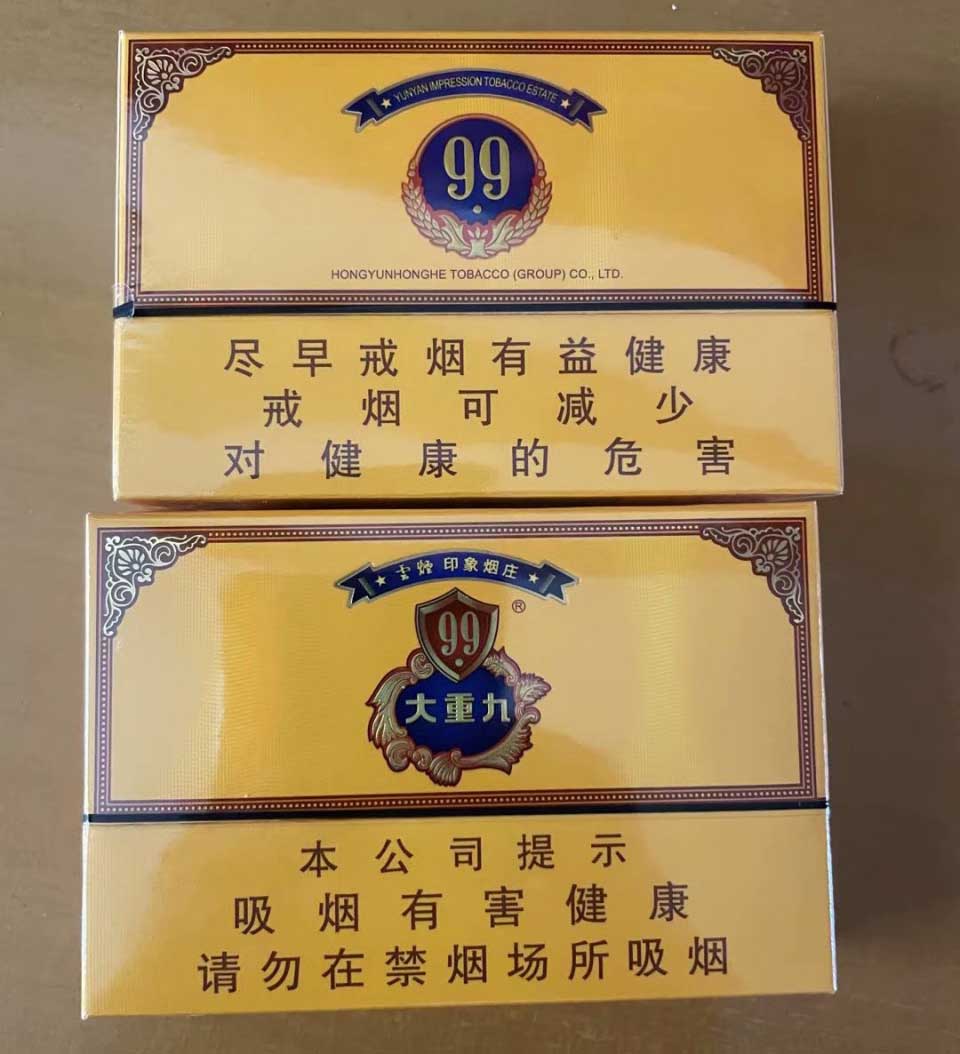 YUNYAN IMPRESSION TOBACCO ESTATE
99
HONGYUNHONGHE TOBACCO (GROUP) CO., LTD.
尽早戒烟有益健康
戒烟可减少
对健康的危害
雲煙 印象烟庄
99
®
大重九
本公司提示
吸烟有害健康
请勿在禁烟场所吸烟